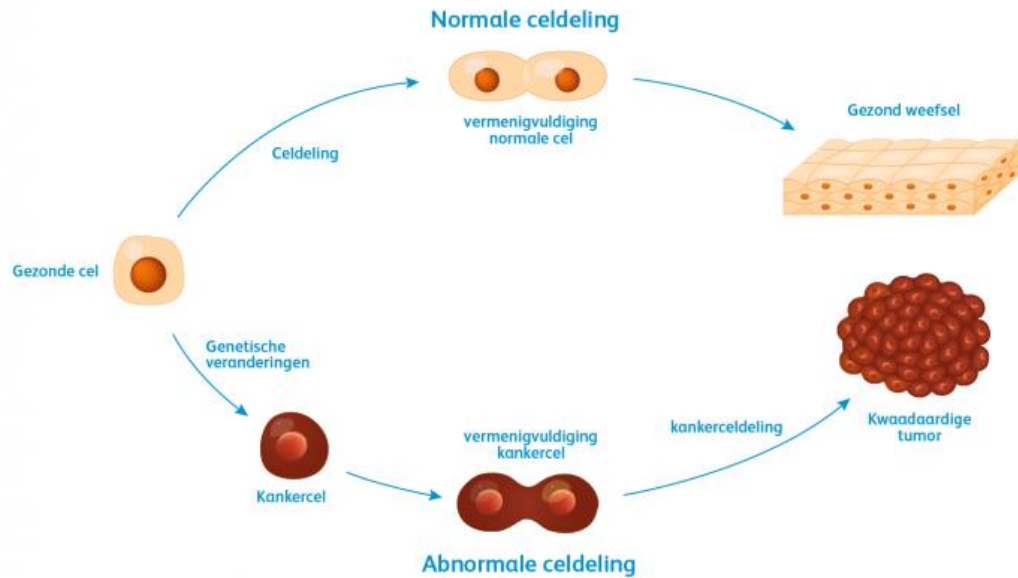 Normale celdeling
vermenigvuldiging
normale cel
Celdeling
Gezond weefsel
Gezonde cel
Genetische
veranderingen
Kankercel
vermenigvuldiging
kankercel
kankerceldeling
Kwaadaardige
tumor
Abnormale celdeling